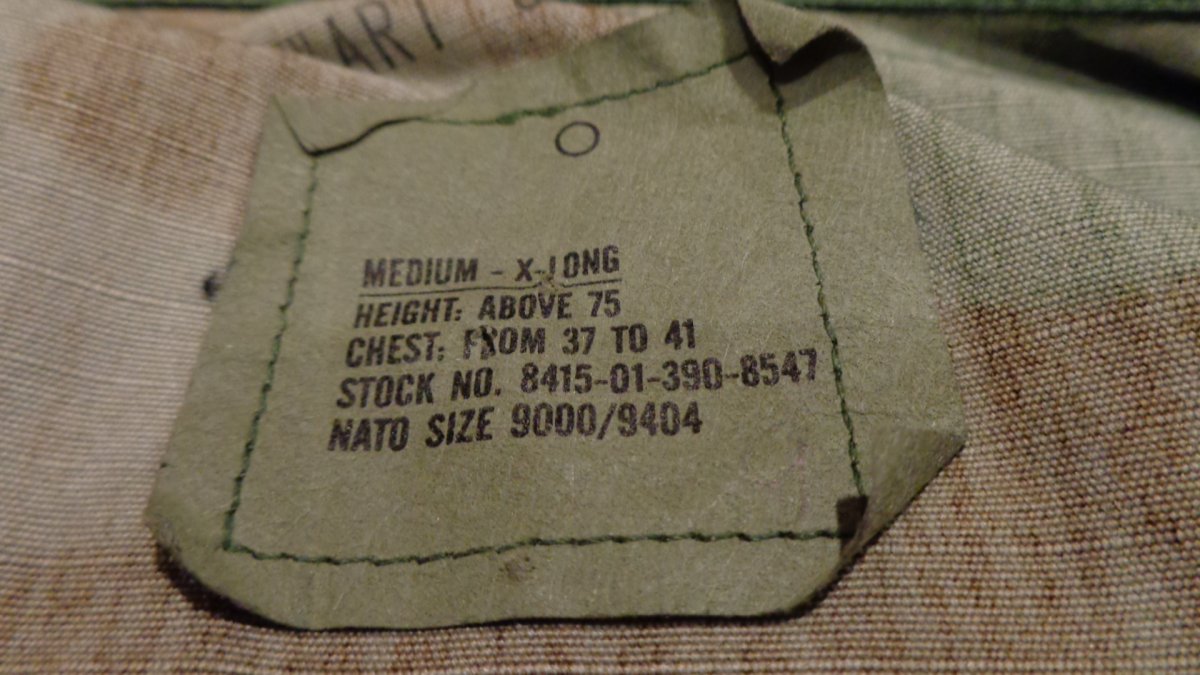 MEDIUM - X-LONG
HEIGHT: ABOVE 75
CHEST: FROM 37 TO 41
STOCK NO. 8415-01-390-8547
NATO SIZE 9000/9404